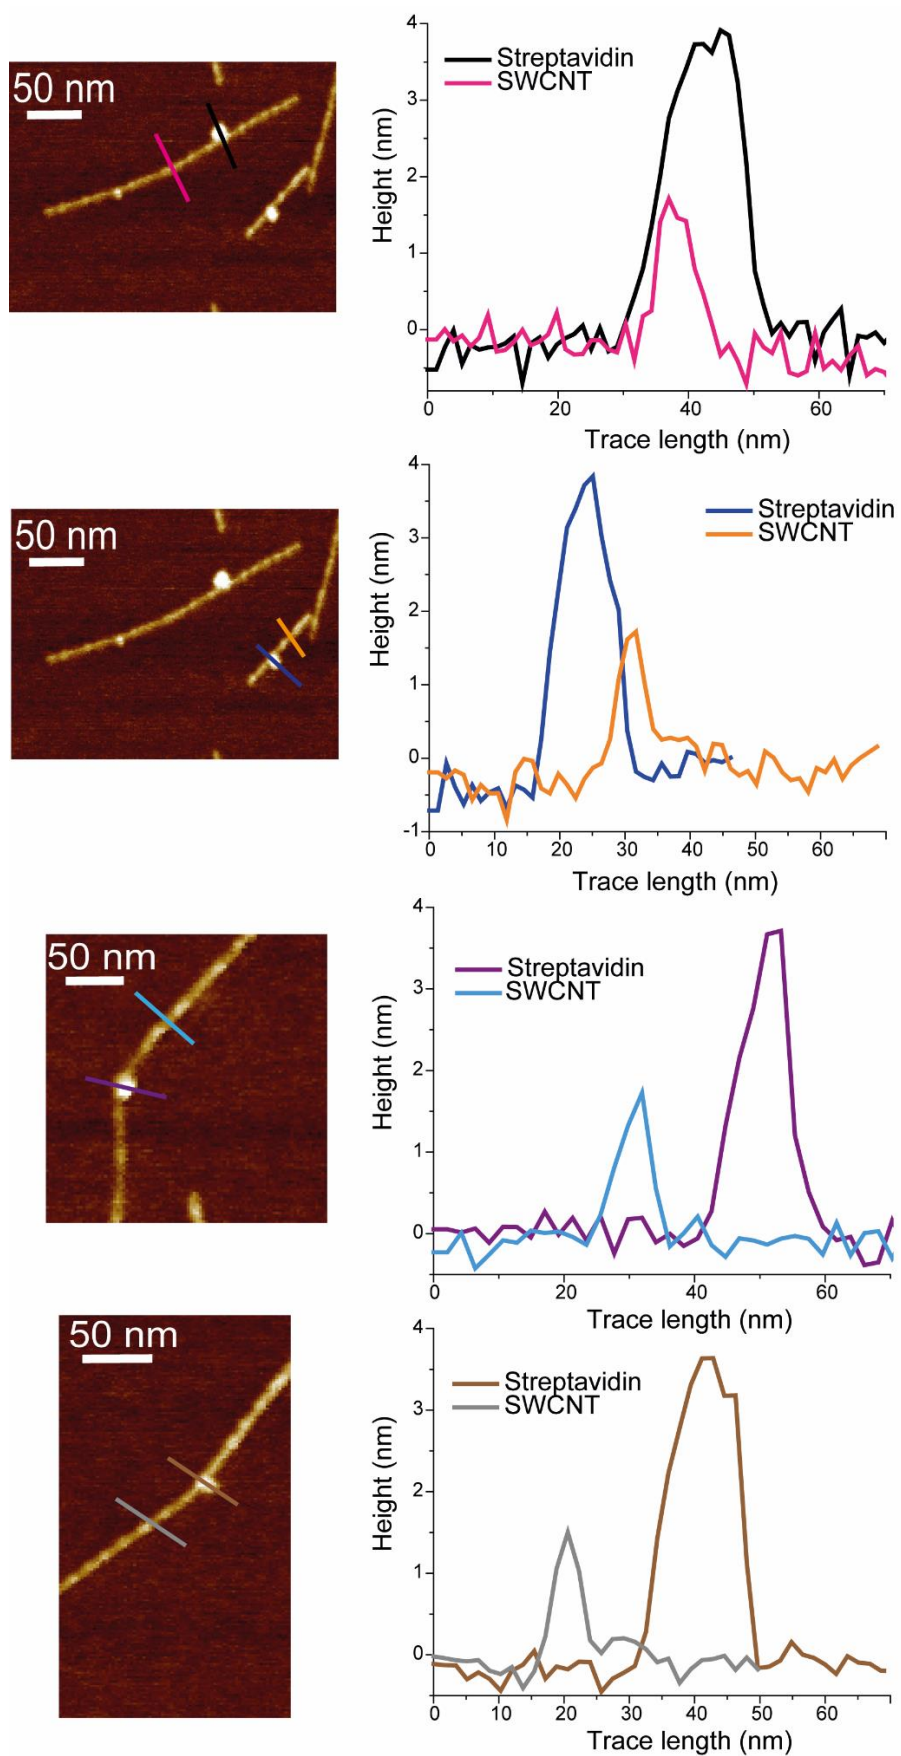 50 nm
4
3
2
1
0
Height (nm)
Streptavidin
SWCNT
0 20 40 60
Trace length (nm)
50 nm
4
3
2
1
0
-1
Height (nm)
Streptavidin
SWCNT
0 10 20 30 40 50 60
Trace length (nm)
50 nm
4
3
2
1
0
Height (nm)
Streptavidin
SWCNT
0 20 40 60
Trace length (nm)
50 nm
4
3
2
1
0
Height (nm)
Streptavidin
SWCNT
0 10 20 30 40 50 60
Trace length (nm)